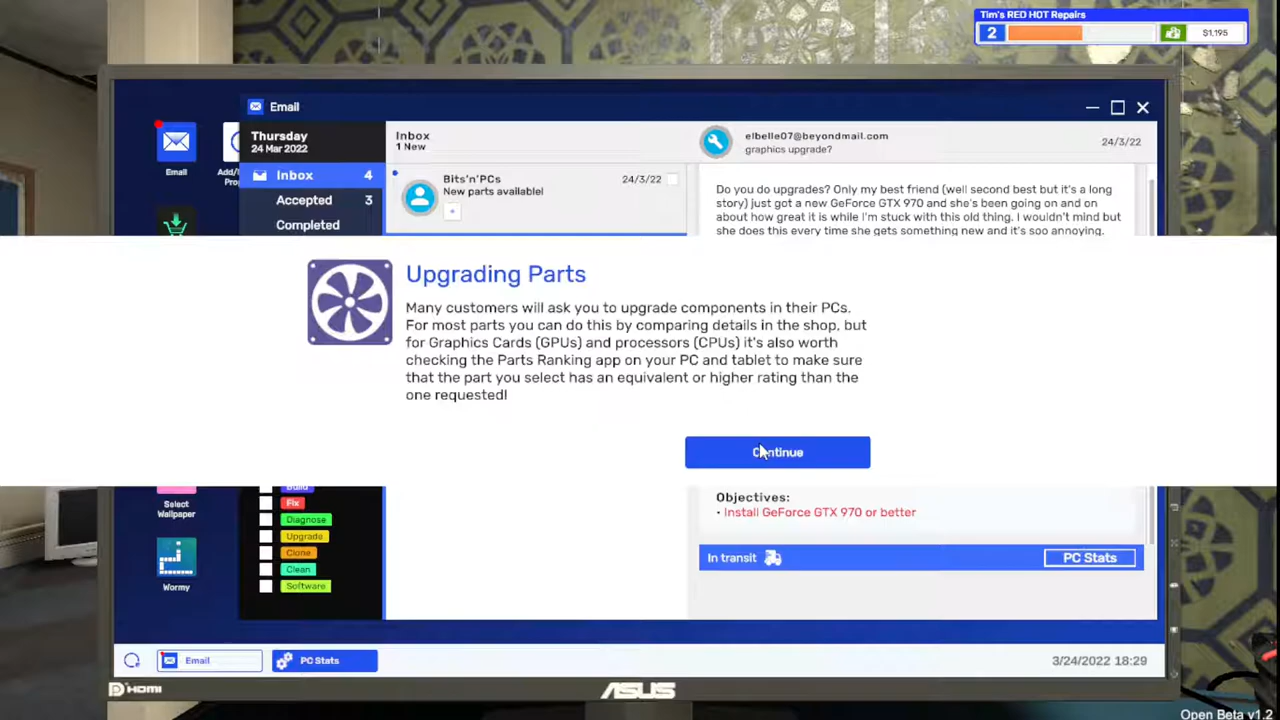 Tim's RED HOT Repairs
2
$1,195
Email
Thursday
24 Mar 2022
Inbox
1 New
elbelle07@beyondmail.com
graphics upgrade?
24/3/22
Email
Inbox 4
Accepted 3
Completed
Bits'n'PCs
New parts available!
24/3/22
Do you do upgrades? Only my best friend (well second best but it's a long
story) just got a new GeForce GTX 970 and she's been going on and on
about how great it is while I'm stuck with this old thing. I wouldn't mind but
she does this every time she gets something new and it's soo annoying.
Upgrading Parts
Many customers will ask you to upgrade components in their PCs.
For most parts you can do this by comparing details in the shop, but
for Graphics Cards (GPUs) and processors (CPUs) it's also worth
checking the Parts Ranking app on your PC and tablet to make sure
that the part you select has an equivalent or higher rating than the
one requested!
Continue
Select
Wallpaper
Wormy
Build
Fix
Diagnose
Upgrade
Clone
Clean
Software
Objectives:
• Install GeForce GTX 970 or better
In transit
PC Stats
Email
PC Stats
3/24/2022 18:29
HDMI
ASUS
Open Beta v1.2